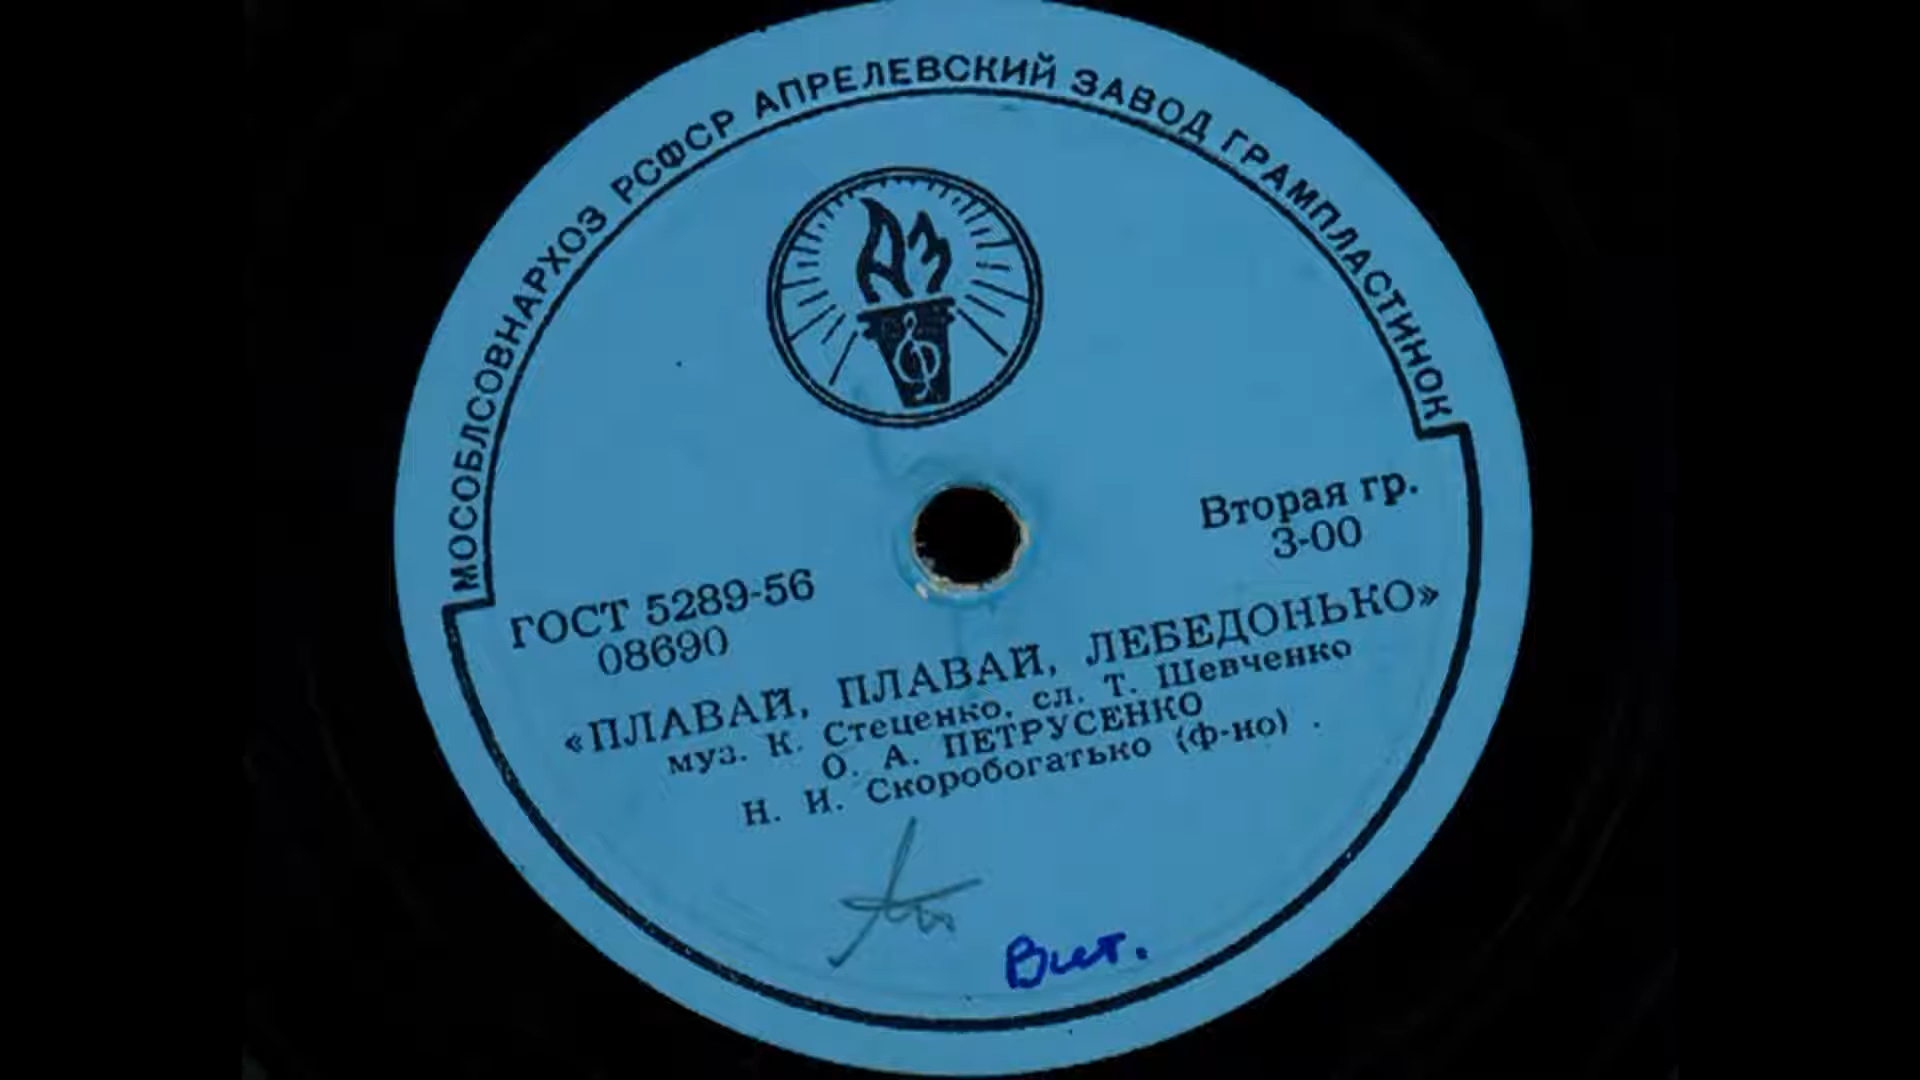 МОСОБЛСОВНАРХОЗ РСФСР АПРЕЛЕВСКИЙ ЗАВОД ГРАМПЛАСТИНОК
АЗ
Вторая гр.
3-00
ГОСТ 5289-56
08690
«ПЛАВАЙ, ПЛАВАЙ, ЛЕБЕДОНЬКО»
муз. К. Стеценко, сл. Т. Шевченко
О. А. ПЕТРУСЕНКО
Н. И. Скоробогатько (ф-но)